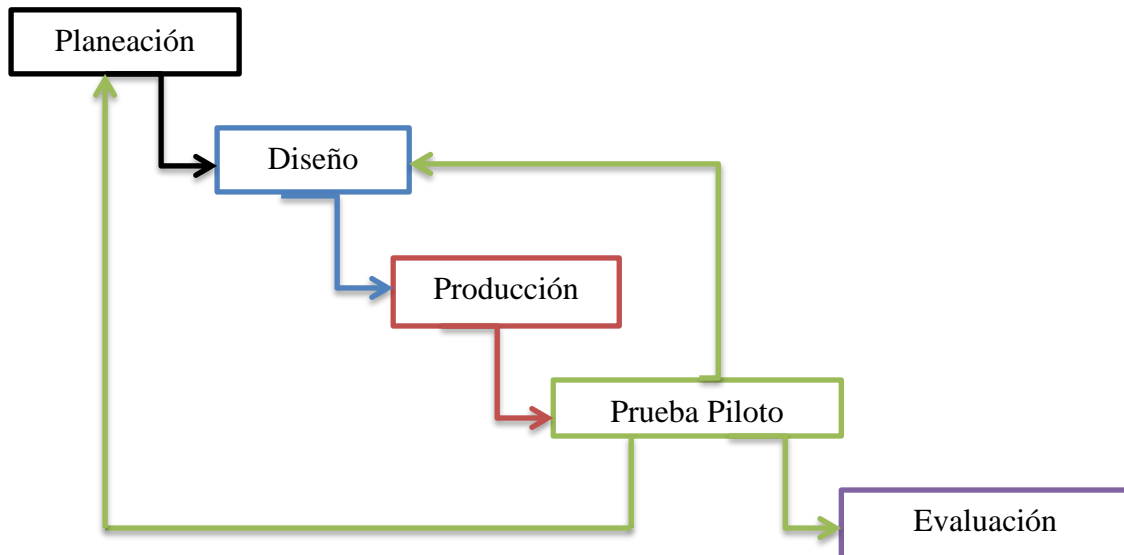 Planeación
Diseño
Producción
Prueba Piloto
Evaluación